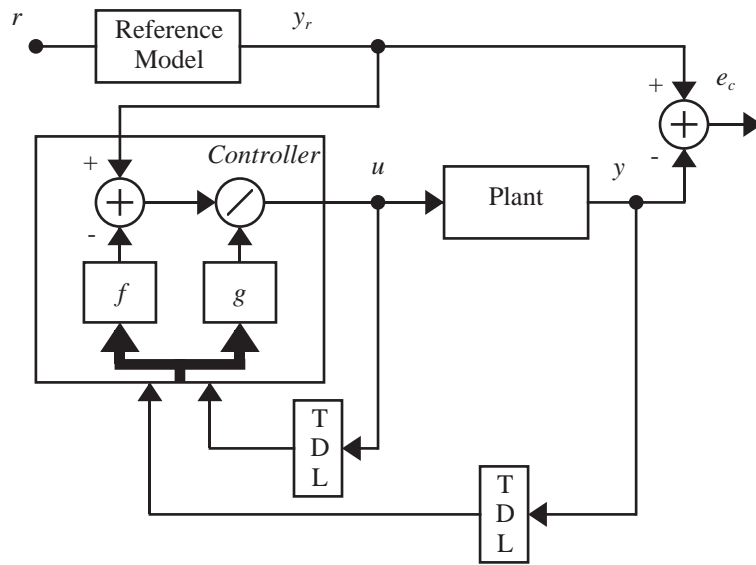 r
Reference
Model
y_r
e_c
+
+
-
Controller
u
y
Plant
+
+
-
f
g
T
D
L
T
D
L